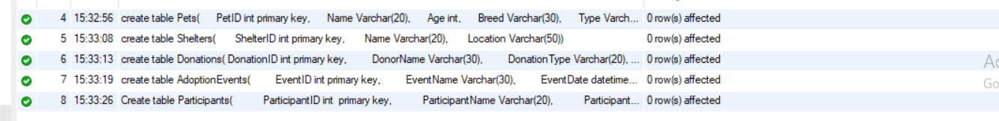 4 15:32:56 create table Pets( PetID int primary key, Name Varchar(20), Age int, Breed Varchar(30), Type Varch... 0 row(s) affected
5 15:33:08 create table Shelters( ShelterID int primary key, Name Varchar(20), Location Varchar(50)) 0 row(s) affected
6 15:33:13 create table Donations( DonationID int primary key, DonorName Varchar(30), DonationType Varchar(20), ... 0 row(s) affected
7 15:33:19 create table AdoptionEvents( EventID int primary key, EventName Varchar(30), EventDate datetime... 0 row(s) affected
8 15:33:26 Create table Participants( ParticipantID int primary key, ParticipantName Varchar(20), Participant... 0 row(s) affected
Go